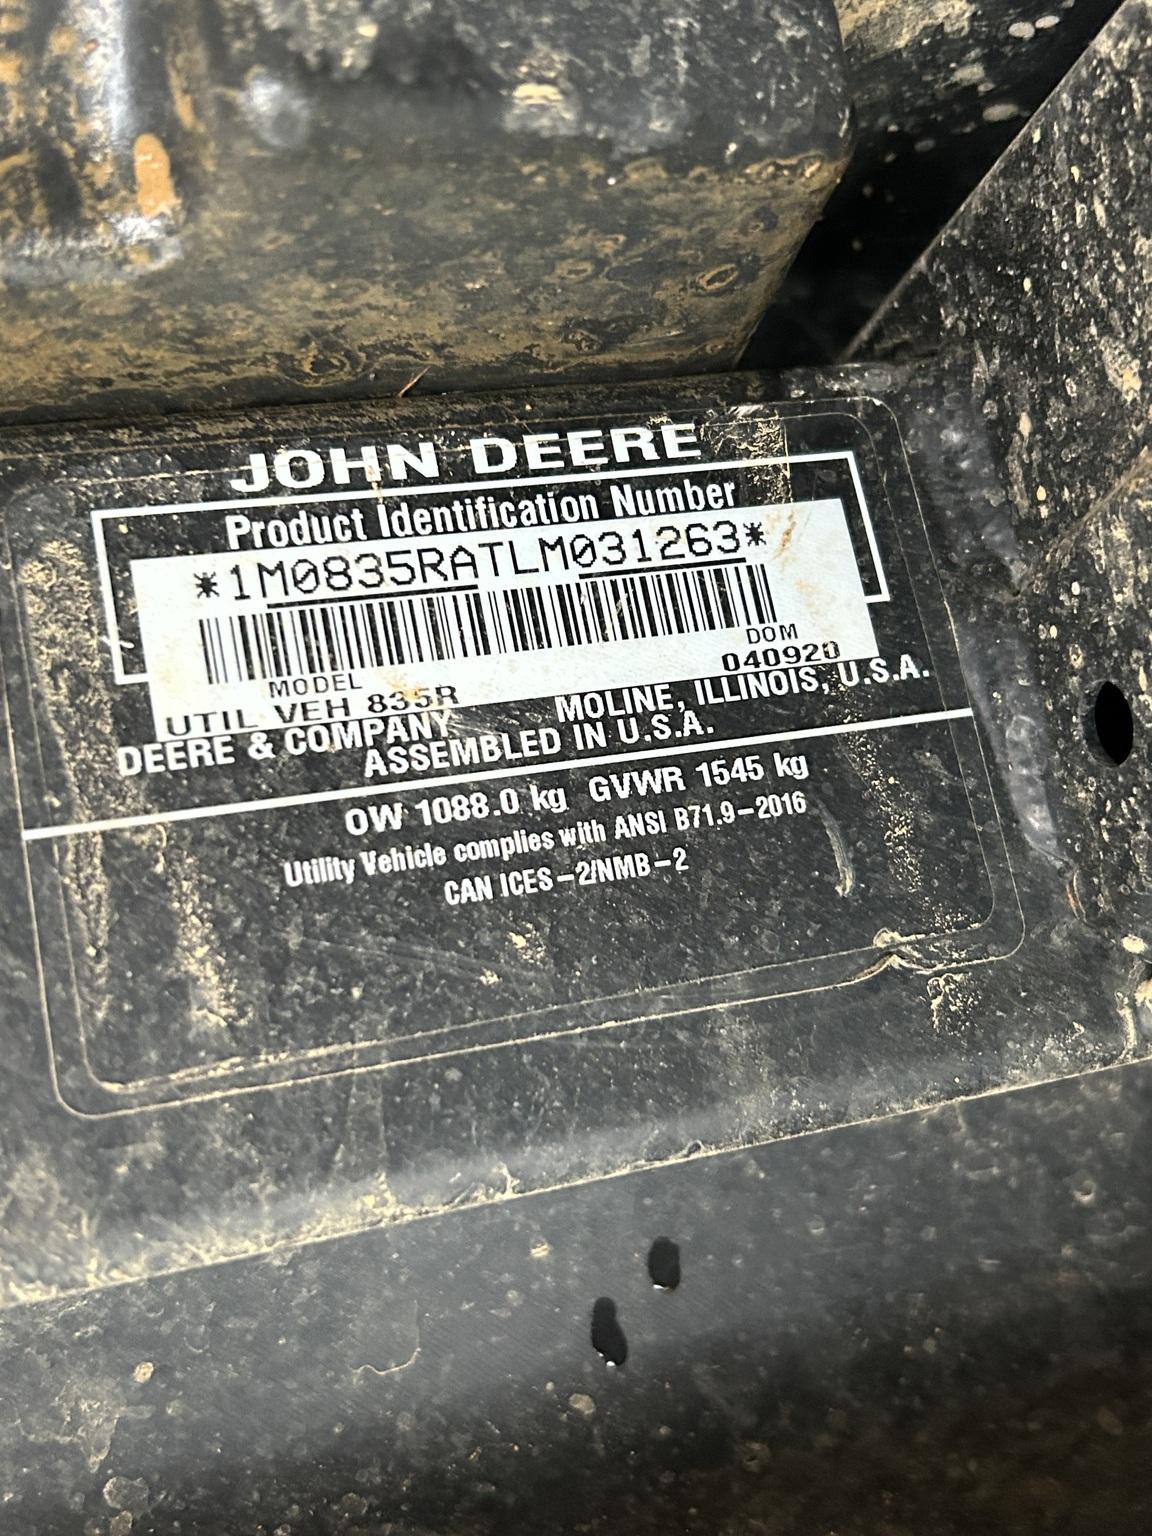 JOHN DEERE
Product Identification Number
*1M0835RATLM031263*
MODEL DOM
UTIL VEH 835R 040920
DEERE & COMPANY MOLINE, ILLINOIS, U.S.A.
ASSEMBLED IN U.S.A.
OW 1088.0 kg GVWR 1545 kg
Utility Vehicle complies with ANSI B71.9-2016
CAN ICES-2/NMB-2